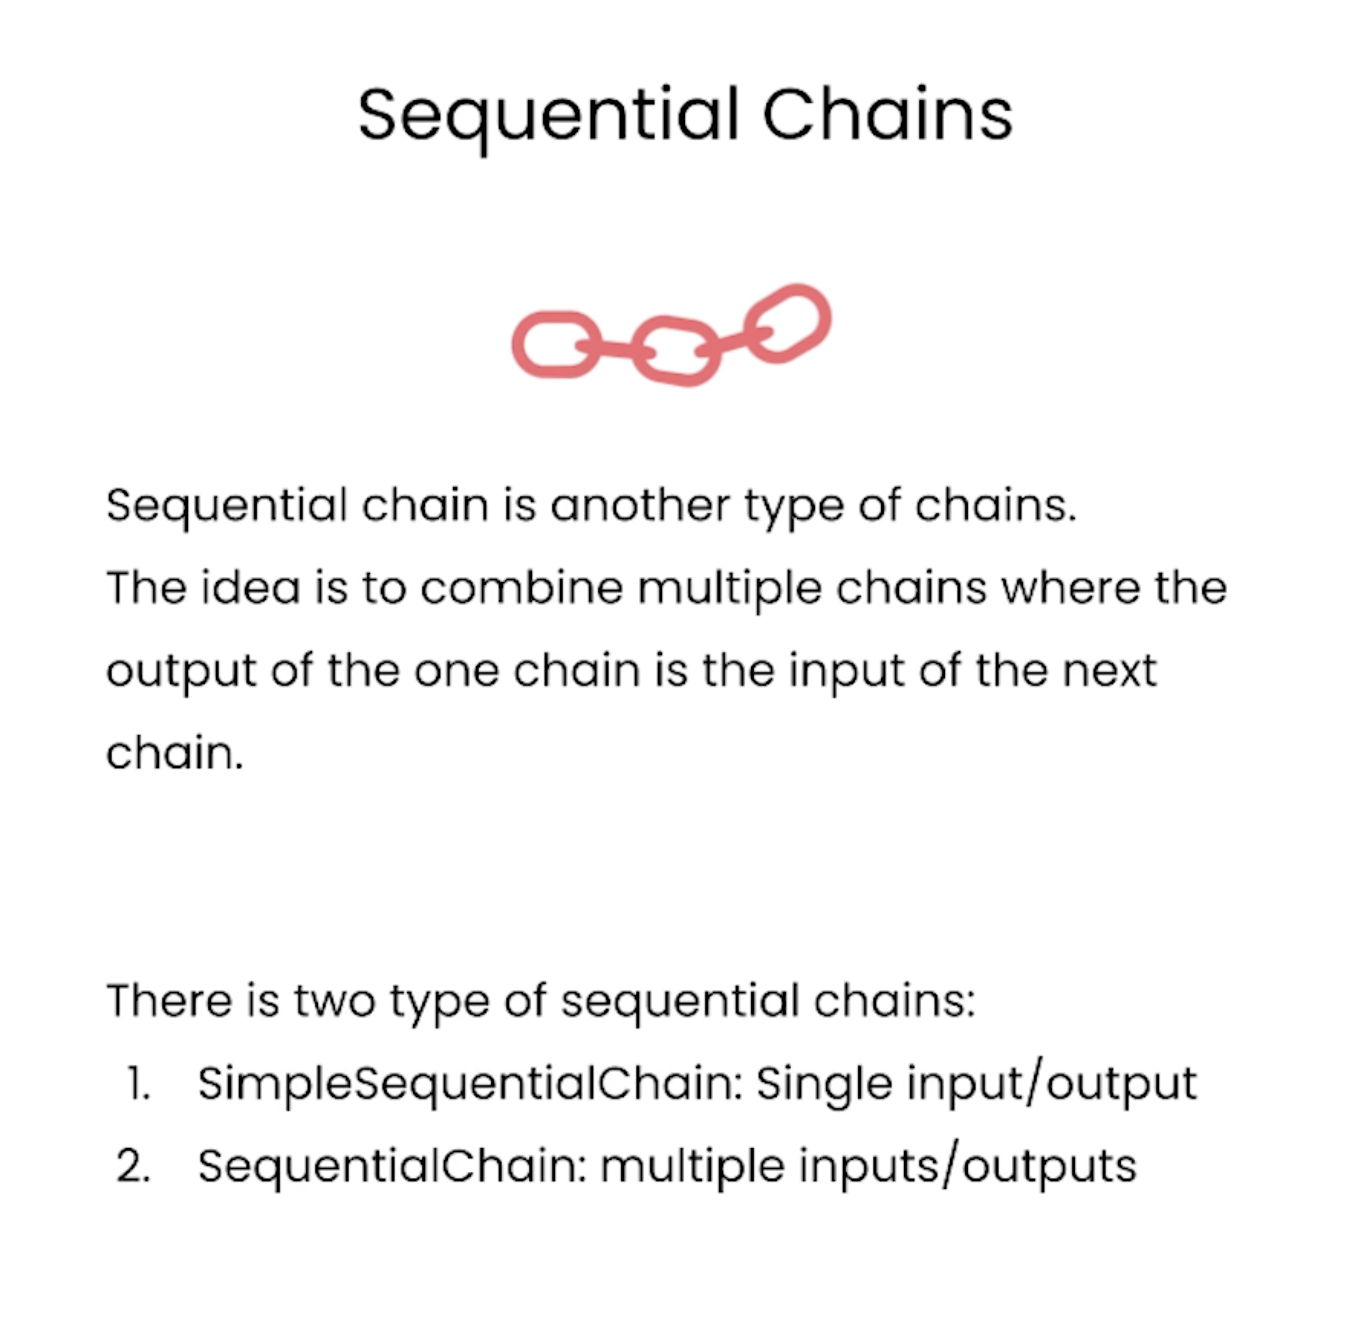 Sequential Chains
Sequential chain is another type of chains.
The idea is to combine multiple chains where the
output of the one chain is the input of the next
chain.
There is two type of sequential chains:
1. SimpleSequentialChain: Single input/output
2. SequentialChain: multiple inputs/outputs